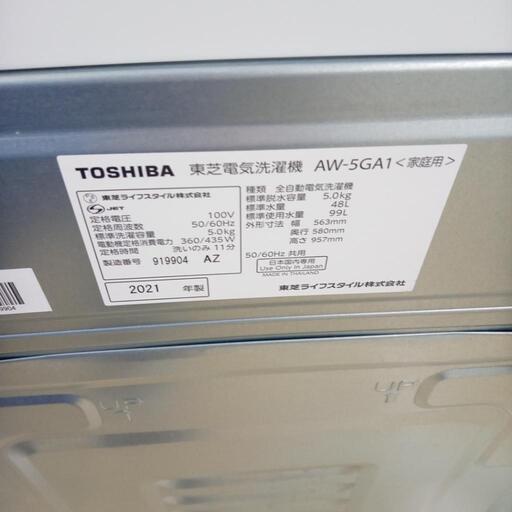 TOSHIBA 東芝電気洗濯機 AW-5GA1<家庭用>
東芝ライフスタイル株式会社
JET
定格電圧 100V
定格周波数 50/60Hz
標準洗濯容量 5.0kg
電動機定格消費電力 360/435W
定格時間 洗いのみ 11分
製造番号 919904 AZ
2021 年製
種類 全自動電気洗濯機
標準脱水容量 5.0kg
標準水量 48L
標準使用水量 99L
外形寸法 幅 563mm
奥行 580mm
高さ 957mm
50/60Hz 共用
日本国内専用
Use Only in Japan
MADE IN THAILAND
東芝ライフスタイル株式会社
9904
UP
UP